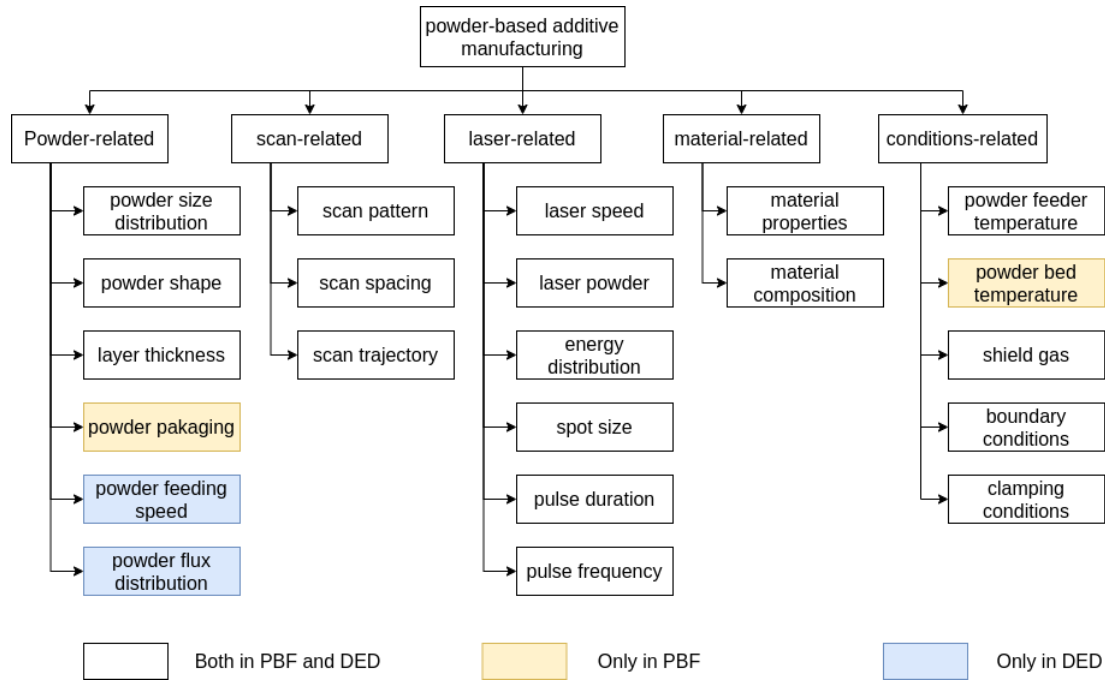 powder-based additive
manufacturing
Powder-related
scan-related
laser-related
material-related
conditions-related
powder size
distribution
powder shape
layer thickness
powder pakaging
powder feeding
speed
powder flux
distribution
scan pattern
scan spacing
scan trajectory
laser speed
laser powder
energy
distribution
spot size
pulse duration
pulse frequency
material
properties
material
composition
powder feeder
temperature
powder bed
temperature
shield gas
boundary
conditions
clamping
conditions
Both in PBF and DED
Only in PBF
Only in DED